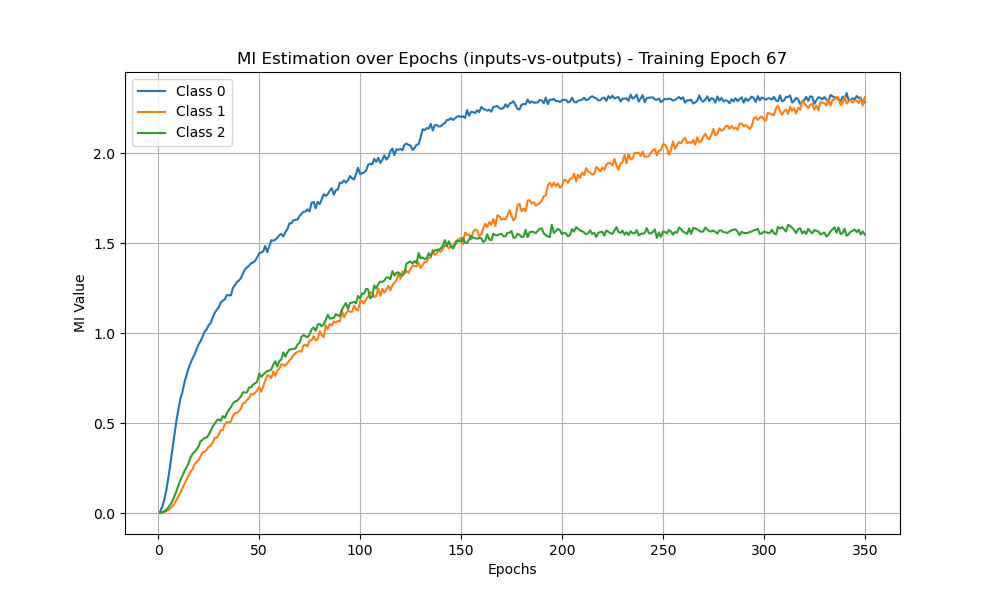 MI Estimation over Epochs (inputs-vs-outputs) - Training Epoch 67
Class 0
Class 1
Class 2
MI Value
2.0
1.5
1.0
0.5
0.0
0 50 100 150 200 250 300 350
Epochs